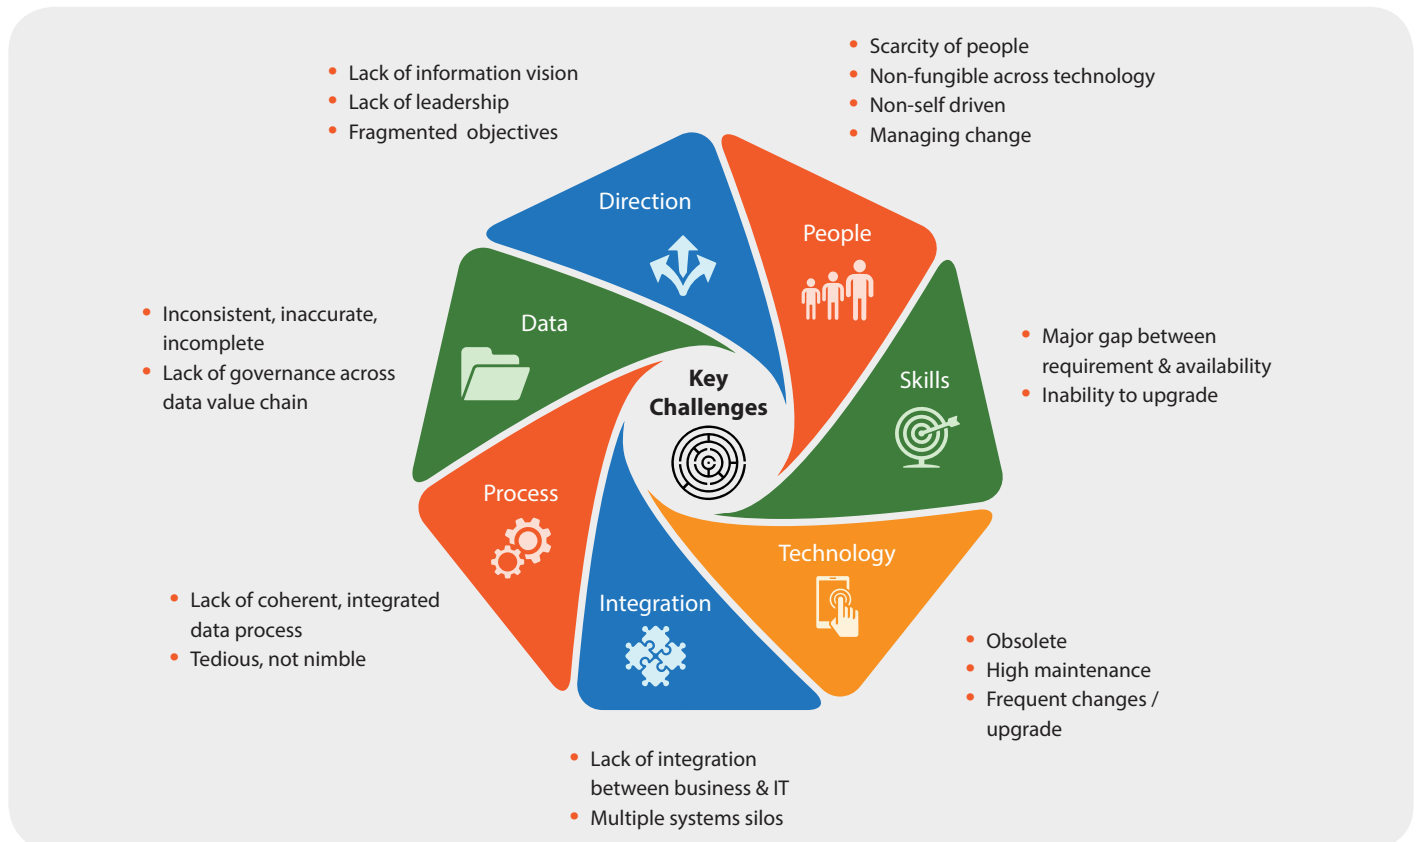 • Lack of information vision
• Lack of leadership
• Fragmented objectives
• Scarcity of people
• Non-fungible across technology
• Non-self driven
• Managing change
Direction
People
• Inconsistent, inaccurate,
incomplete
• Lack of governance across
data value chain
Data
Key
Challenges
Skills
• Major gap between
requirement & availability
• Inability to upgrade
Process
Technology
Integration
• Lack of coherent, integrated
data process
• Tedious, not nimble
• Obsolete
• High maintenance
• Frequent changes /
upgrade
• Lack of integration
between business & IT
• Multiple systems silos